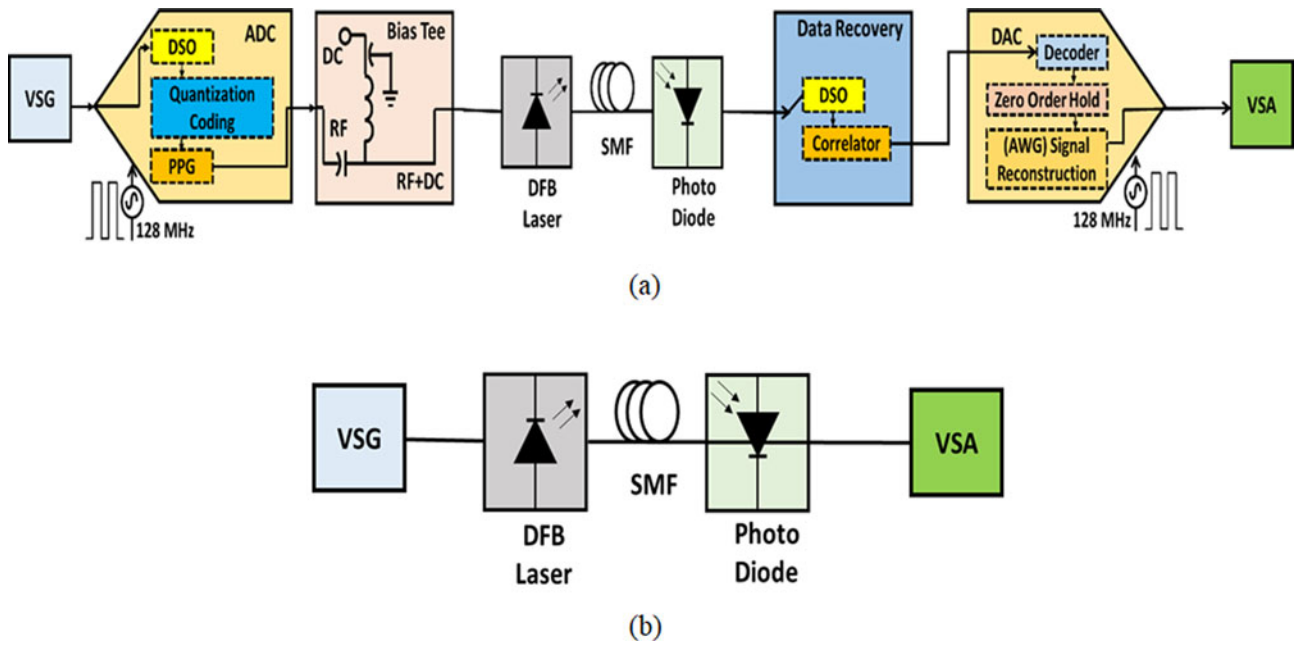 VSG
ADC
DSO
Quantization
Coding
PPG
128 MHz
Bias Tee
DC
RF
RF+DC
DFB
Laser
SMF
Photo
Diode
Data Recovery
DSO
Correlator
DAC
Decoder
Zero Order Hold
(AWG) Signal
Reconstruction
128 MHz
VSA
(a)
VSG
DFB
Laser
SMF
Photo
Diode
VSA
(b)